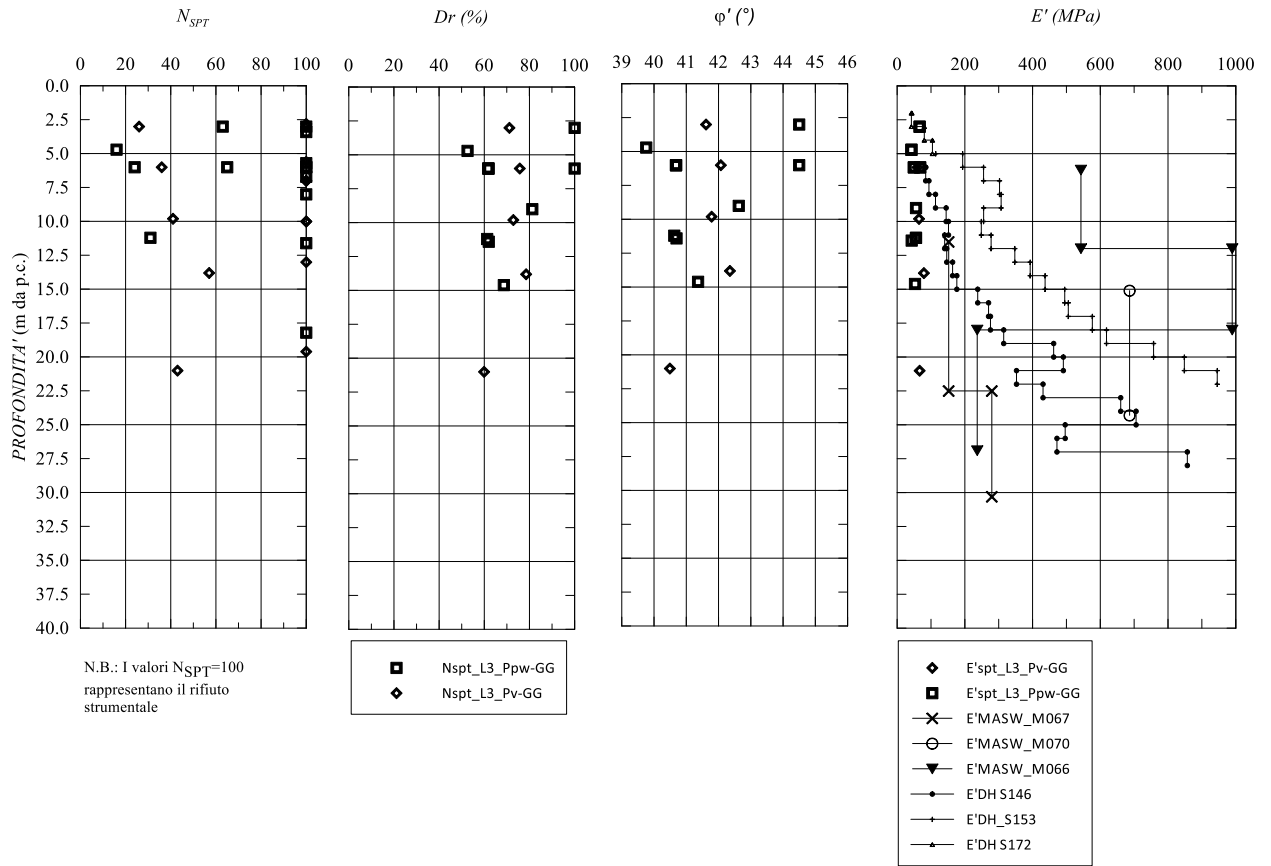 N_SPT
Dr (%)
φ' (°)
E' (MPa)
0 20 40 60 80 100
0 20 40 60 80 100
39 40 41 42 43 44 45 46
0 200 400 600 800 1000
PROFONDITA' (m da p.c.)
0.0
2.5
5.0
7.5
10.0
12.5
15.0
17.5
20.0
22.5
25.0
27.5
30.0
32.5
35.0
37.5
40.0
N.B.: I valori N_SPT=100
rappresentano il rifiuto
strumentale
Nspt_L3_Ppw-GG
Nspt_L3_Pv-GG
E'spt_L3_Pv-GG
E'spt_L3_Ppw-GG
E'MASW_M067
E'MASW_M070
E'MASW_M066
E'DH S146
E'DH_S153
E'DH S172